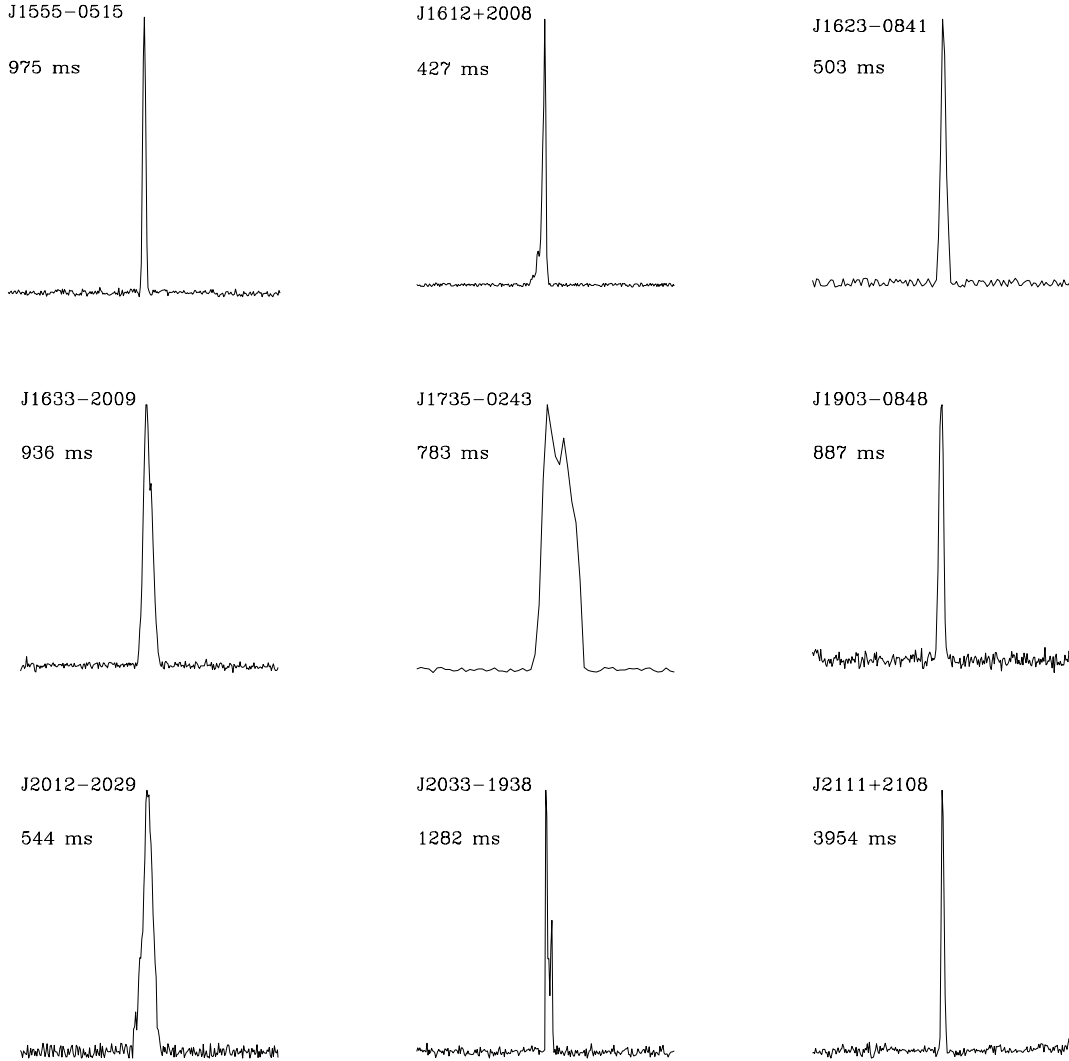 J1555−0515
975 ms
J1612+2008
427 ms
J1623−0841
503 ms
J1633−2009
936 ms
J1735−0243
783 ms
J1903−0848
887 ms
J2012−2029
544 ms
J2033−1938
1282 ms
J2111+2108
3954 ms